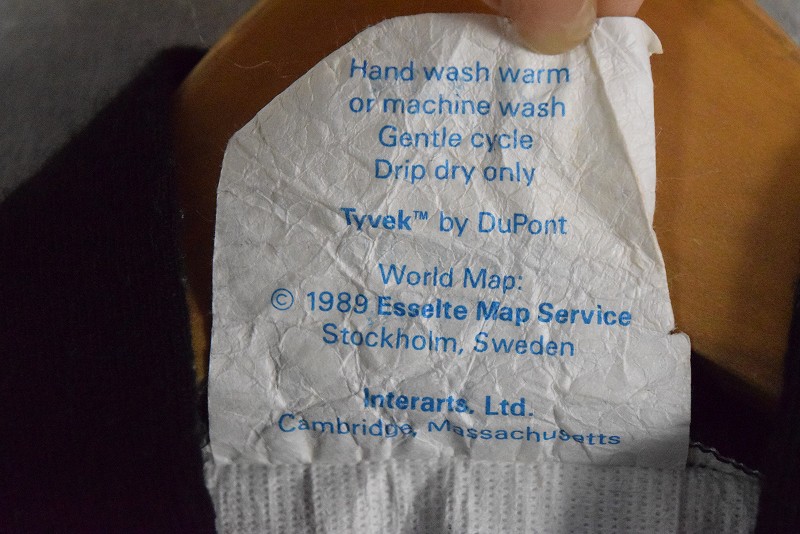 Hand wash warm
or machine wash
Gentle cycle
Drip dry only
Tyvek™ by DuPont
World Map:
© 1989 Esselte Map Service
Stockholm, Sweden
Interarts, Ltd.
Cambridge, Massachusetts